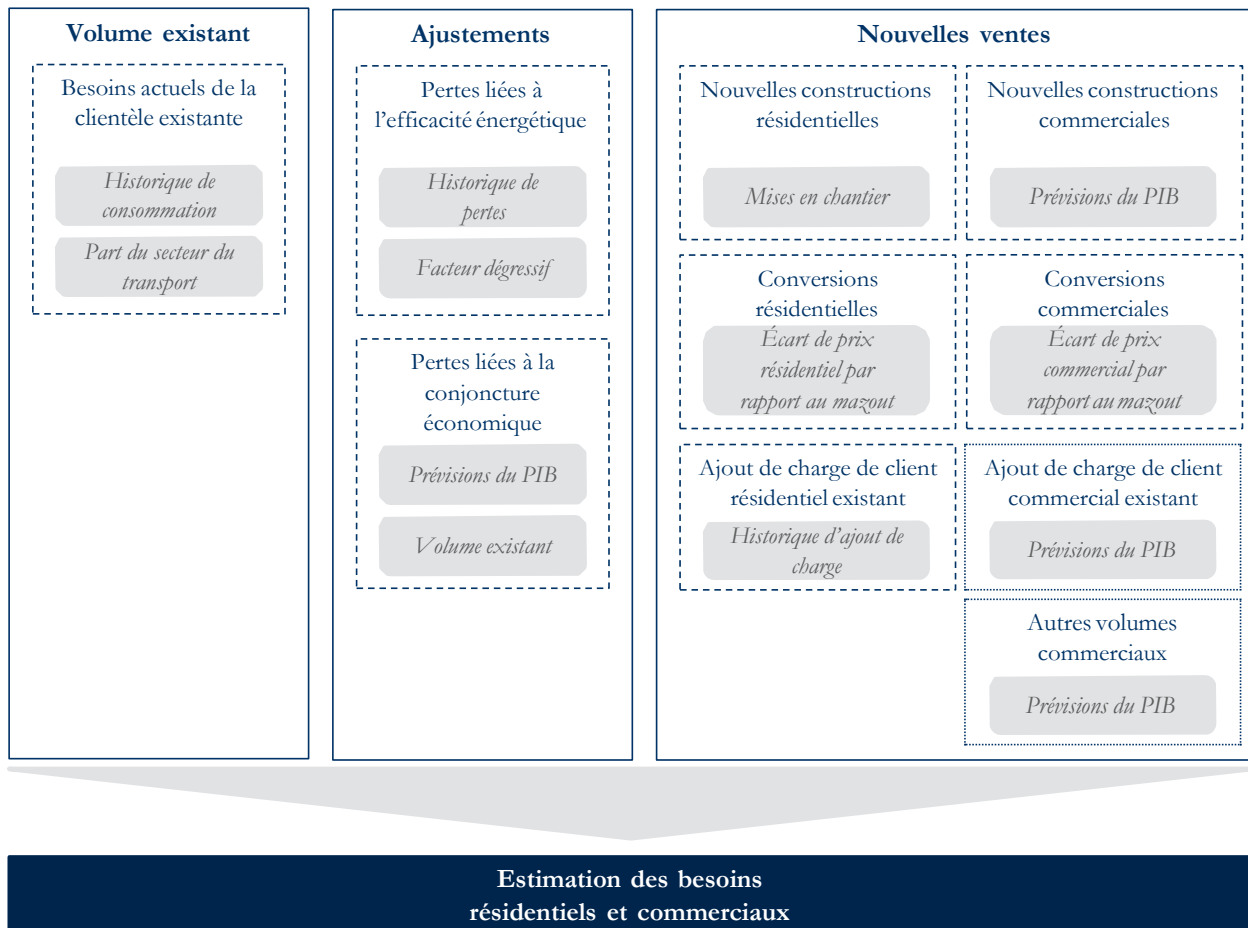 Volume existant
Besoins actuels de la
clientèle existante
Historique de
consommation
Part du secteur du
transport
Ajustements
Pertes liées à
l'efficacité énergétique
Historique de
pertes
Facteur dégressif
Pertes liées à la
conjoncture
économique
Prévisions du PIB
Volume existant
Nouvelles ventes
Nouvelles constructions
résidentielles
Mises en chantier
Nouvelles constructions
commerciales
Prévisions du PIB
Conversions
résidentielles
Écart de prix
résidentiel par
rapport au mazout
Conversions
commerciales
Écart de prix
commercial par
rapport au mazout
Ajout de charge de client
résidentiel existant
Historique d'ajout de
charge
Ajout de charge de client
commercial existant
Prévisions du PIB
Autres volumes
commerciaux
Prévisions du PIB
Estimation des besoins
résidentiels et commerciaux